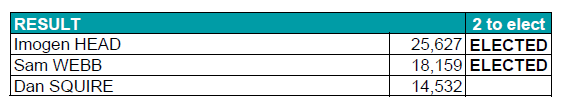 RESULT 2 to elect
Imogen HEAD 25,627 ELECTED
Sam WEBB 18,159 ELECTED
Dan SQUIRE 14,532